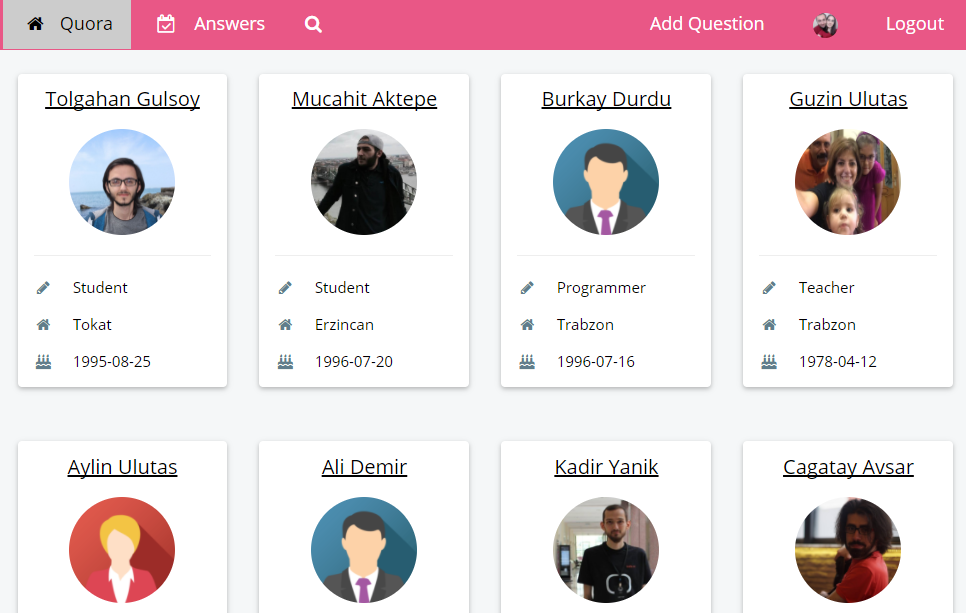 Quora Answers Add Question Logout
Tolgahan Gulsoy
Student
Tokat
1995-08-25
Mucahit Aktepe
Student
Erzincan
1996-07-20
Burkay Durdu
Programmer
Trabzon
1996-07-16
Guzin Ulutas
Teacher
Trabzon
1978-04-12
Aylin Ulutas
Ali Demir
Kadir Yanik
Cagatay Avsar